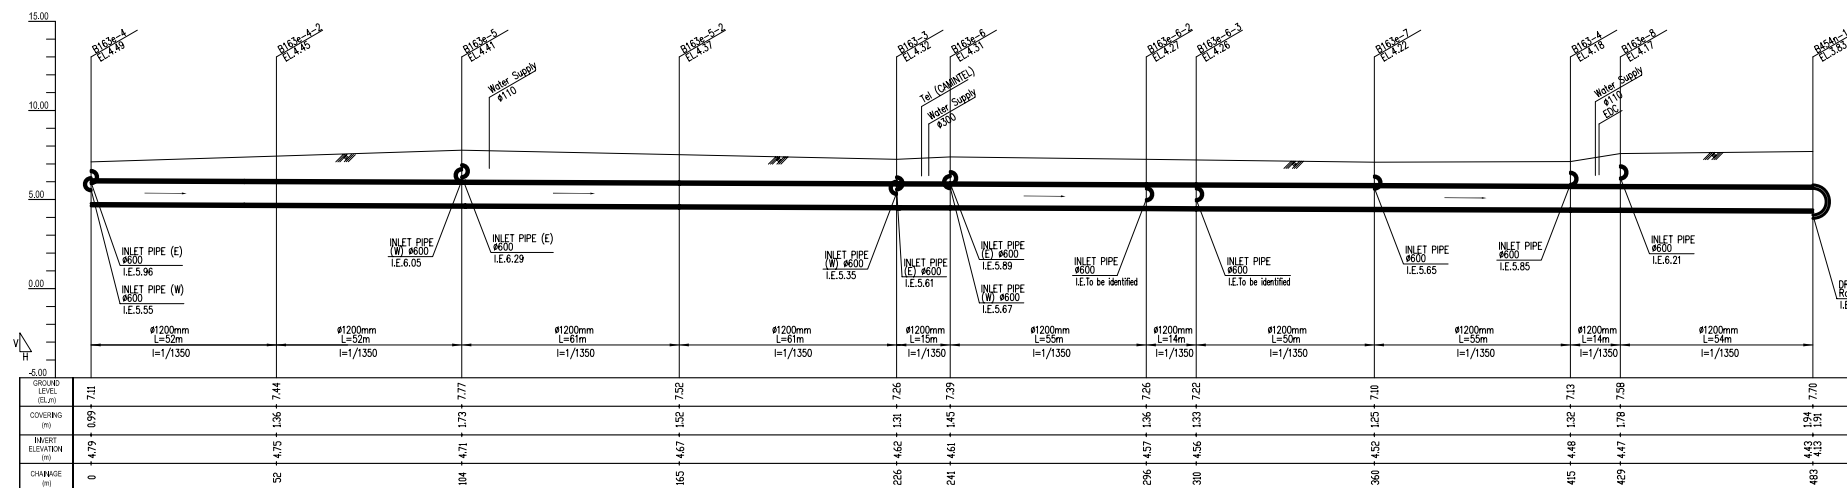 15.00
10.00
5.00
0.00
-5.00
V
H
B163e-4
EL.4.49
B163e-4-2
EL.4.45
B163e-5
EL.4.41
Water Supply
ø110
B163e-5-2
EL.4.37
B163-3
EL.4.32
Tel (CAMINTEL)
Water Supply
ø300
B163e-6
EL.4.31
B163e-6-2
EL.4.27
B163e-6-3
EL.4.26
B163e-7
EL.4.22
B163-4
EL.4.18
Water Supply
ø110
EDC
B163e-8
EL.4.17
B454n-1
EL.3.83
INLET PIPE (E)
ø600
I.E.5.96
INLET PIPE (W)
ø600
I.E.5.55
INLET PIPE
(W) ø600
I.E.6.05
INLET PIPE (E)
ø600
I.E.6.29
INLET PIPE
(W) ø600
I.E.5.35
INLET PIPE
(E) ø600
I.E.5.61
INLET PIPE
(E) ø600
I.E.5.89
INLET PIPE
(W) ø600
I.E.5.67
INLET PIPE
ø600
I.E.To be identified
INLET PIPE
ø600
I.E.To be identified
INLET PIPE
ø600
I.E.5.65
INLET PIPE
ø600
I.E.5.85
INLET PIPE
ø600
I.E.6.21
ø1200mm ø1200mm ø1200mm ø1200mm ø1200mm ø1200mm ø1200mm ø1200mm ø1200mm ø1200mm ø1200mm
L=52m L=52m L=61m L=61m L=15m L=55m L=14m L=50m L=55m L=14m L=54m
I=1/1350 I=1/1350 I=1/1350 I=1/1350 I=1/1350 I=1/1350 I=1/1350 I=1/1350 I=1/1350 I=1/1350 I=1/1350
GROUND
LEVEL
(EL.m)
7.11 7.44 7.77 7.52 7.26 7.39 7.26 7.22 7.10 7.13 7.58 7.70
COVERING
(m)
0.99 1.36 1.73 1.52 1.31 1.45 1.36 1.33 1.25 1.32 1.78 1.94 1.91
INVERT
ELEVATION
(m)
4.79 4.75 4.71 4.67 4.62 4.61 4.57 4.56 4.52 4.48 4.47 4.43 4.13
CHAINAGE
(m)
0 52 104 165 226 241 296 310 360 415 429 483